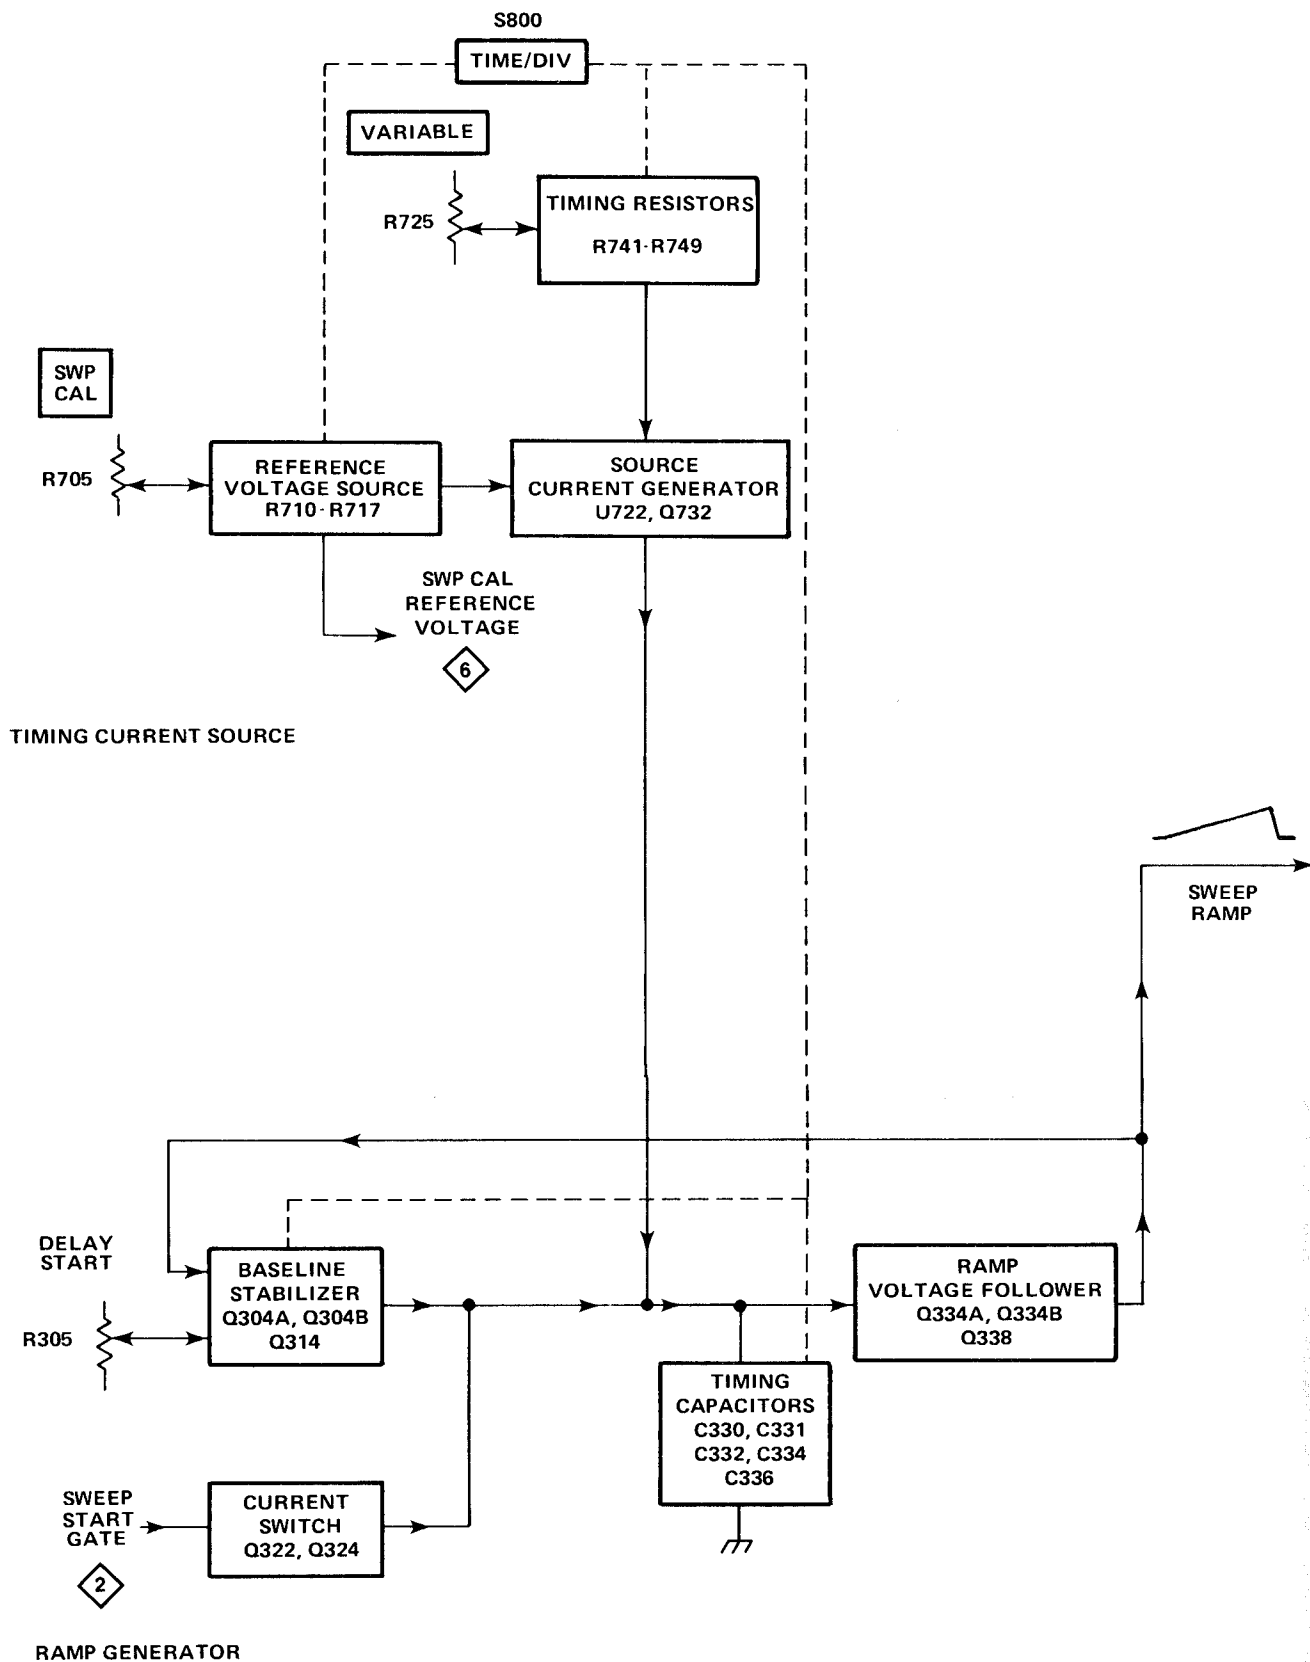 S800
TIME/DIV
VARIABLE
R725
TIMING RESISTORS
R741-R749
SWP
CAL
R705
REFERENCE
VOLTAGE SOURCE
R710-R717
SOURCE
CURRENT GENERATOR
U722, Q732
SWP CAL
REFERENCE
VOLTAGE
6
TIMING CURRENT SOURCE
SWEEP
RAMP
DELAY
START
R305
BASELINE
STABILIZER
Q304A, Q304B
Q314
RAMP
VOLTAGE FOLLOWER
Q334A, Q334B
Q338
TIMING
CAPACITORS
C330, C331
C332, C334
C336
SWEEP
START
GATE
2
CURRENT
SWITCH
Q322, Q324
RAMP GENERATOR